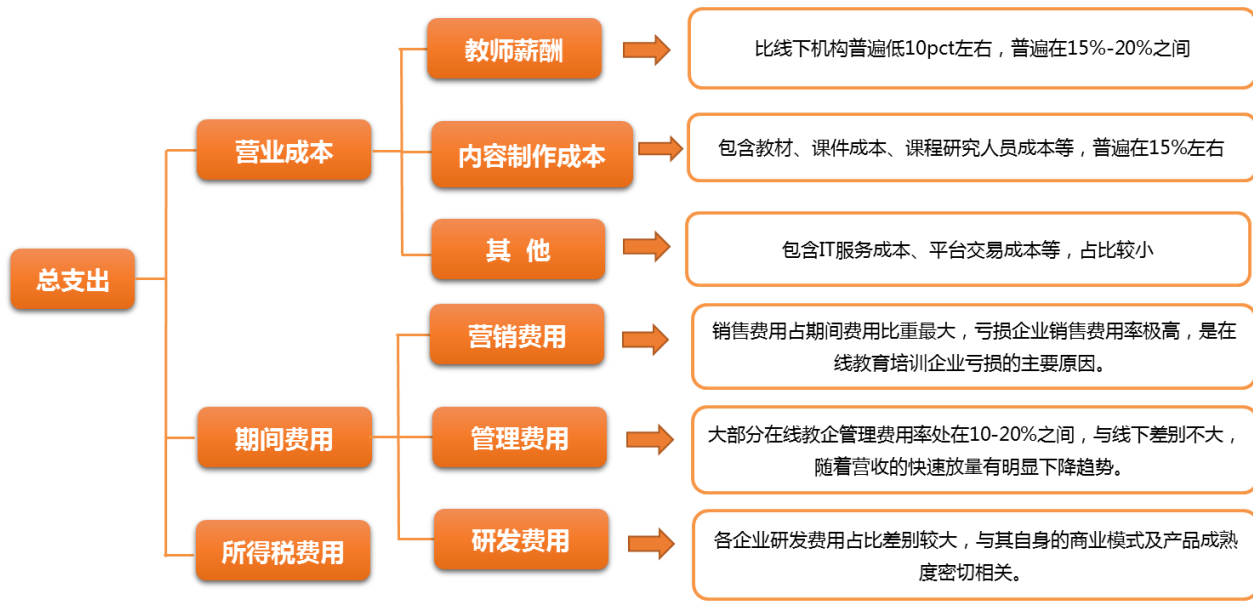 总支出
营业成本
教师薪酬
比线下机构普遍低10pct左右，普遍在15%-20%之间
内容制作成本
包含教材、课件成本、课程研究人员成本等，普遍在15%左右
其 他
包含IT服务成本、平台交易成本等，占比较小
期间费用
营销费用
销售费用占期间费用比重最大，亏损企业销售费用率极高，是在
线教育培训企业亏损的主要原因。
管理费用
大部分在线教企管理费用率处在10-20%之间，与线下差别不大，
随着营收的快速放量有明显下降趋势。
研发费用
各企业研发费用占比差别较大，与其自身的商业模式及产品成熟
度密切相关。
所得税费用